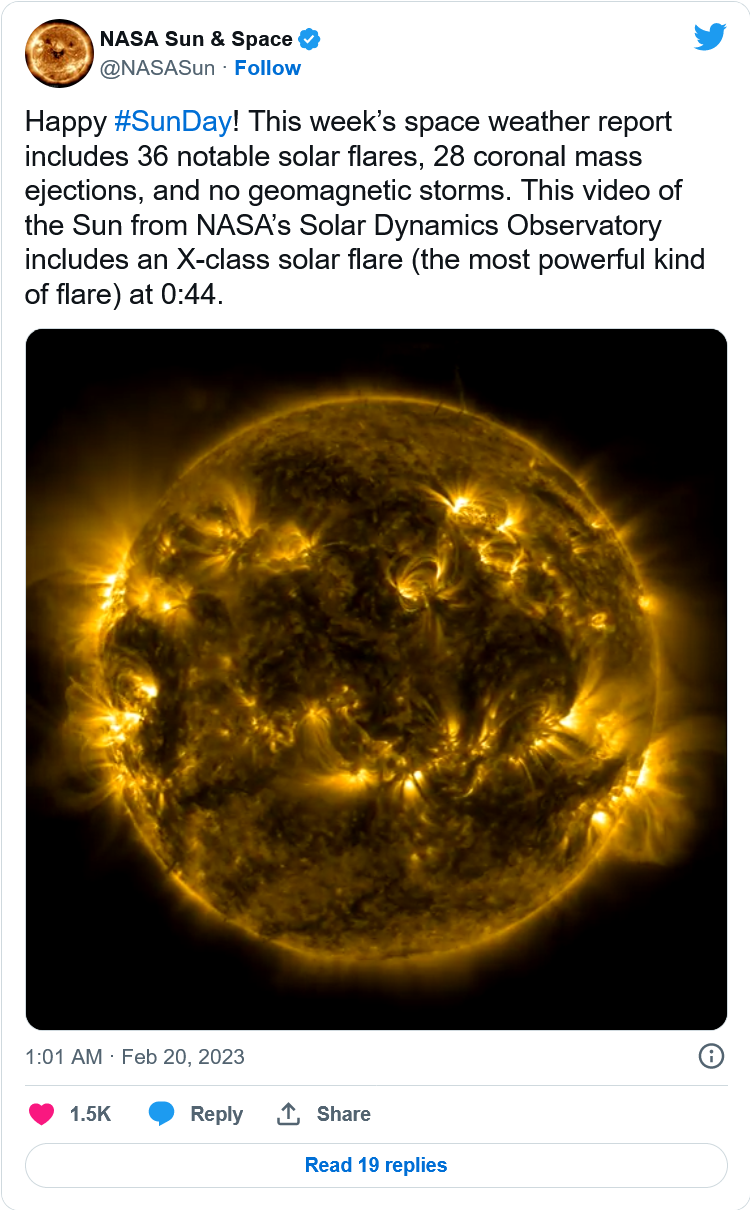 NASA Sun & Space
@NASASun · Follow
Happy #SunDay! This week’s space weather report
includes 36 notable solar flares, 28 coronal mass
ejections, and no geomagnetic storms. This video of
the Sun from NASA’s Solar Dynamics Observatory
includes an X-class solar flare (the most powerful kind
of flare) at 0:44.
1:01 AM · Feb 20, 2023
1.5K Reply Share
Read 19 replies